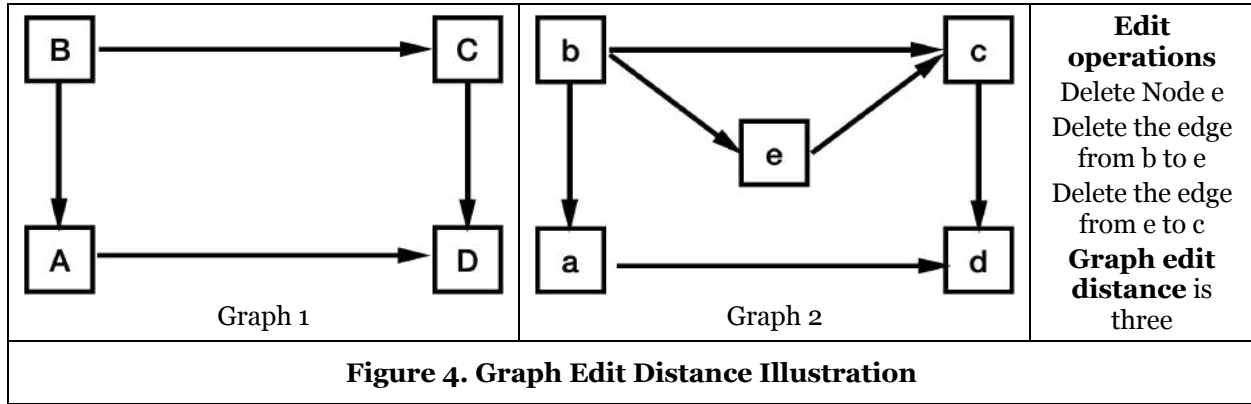 B
C
A
D
Graph 1
b
c
e
a
d
Graph 2
Edit
operations
Delete Node e
Delete the edge
from b to e
Delete the edge
from e to c
Graph edit
distance is
three
Figure 4. Graph Edit Distance Illustration